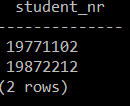 student_nr
-------------
19771102
19872212
(2 rows)